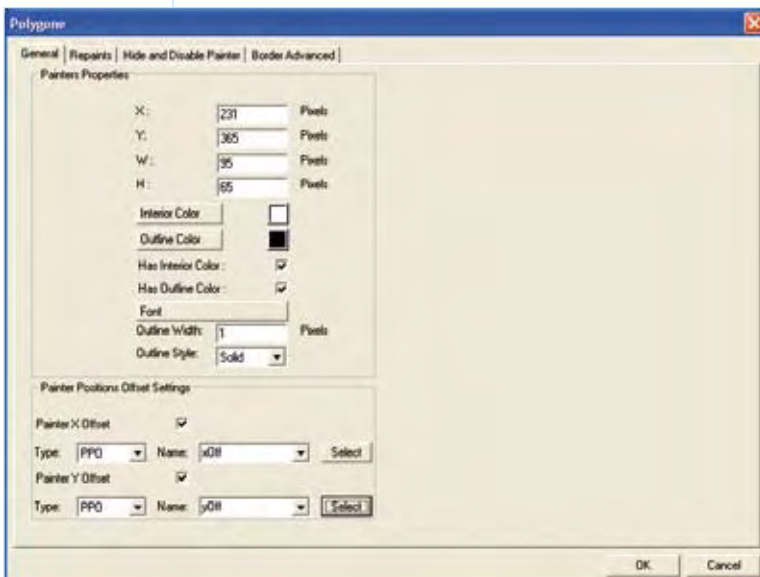 Polygone
General Repaints Hide and Disable Painter Border Advanced
Painters Properties
X: 231 Pixels
Y: 365 Pixels
W: 95 Pixels
H: 65 Pixels
Interior Color
Outline Color
Has Interior Color:
Has Outline Color:
Font
Outline Width: 1 Pixels
Outline Style: Solid
Painter Positions Offset Settings
Painter X Offset
Type: PPO Name: xOff Select
Painter Y Offset
Type: PPO Name: yOff Select
OK Cancel